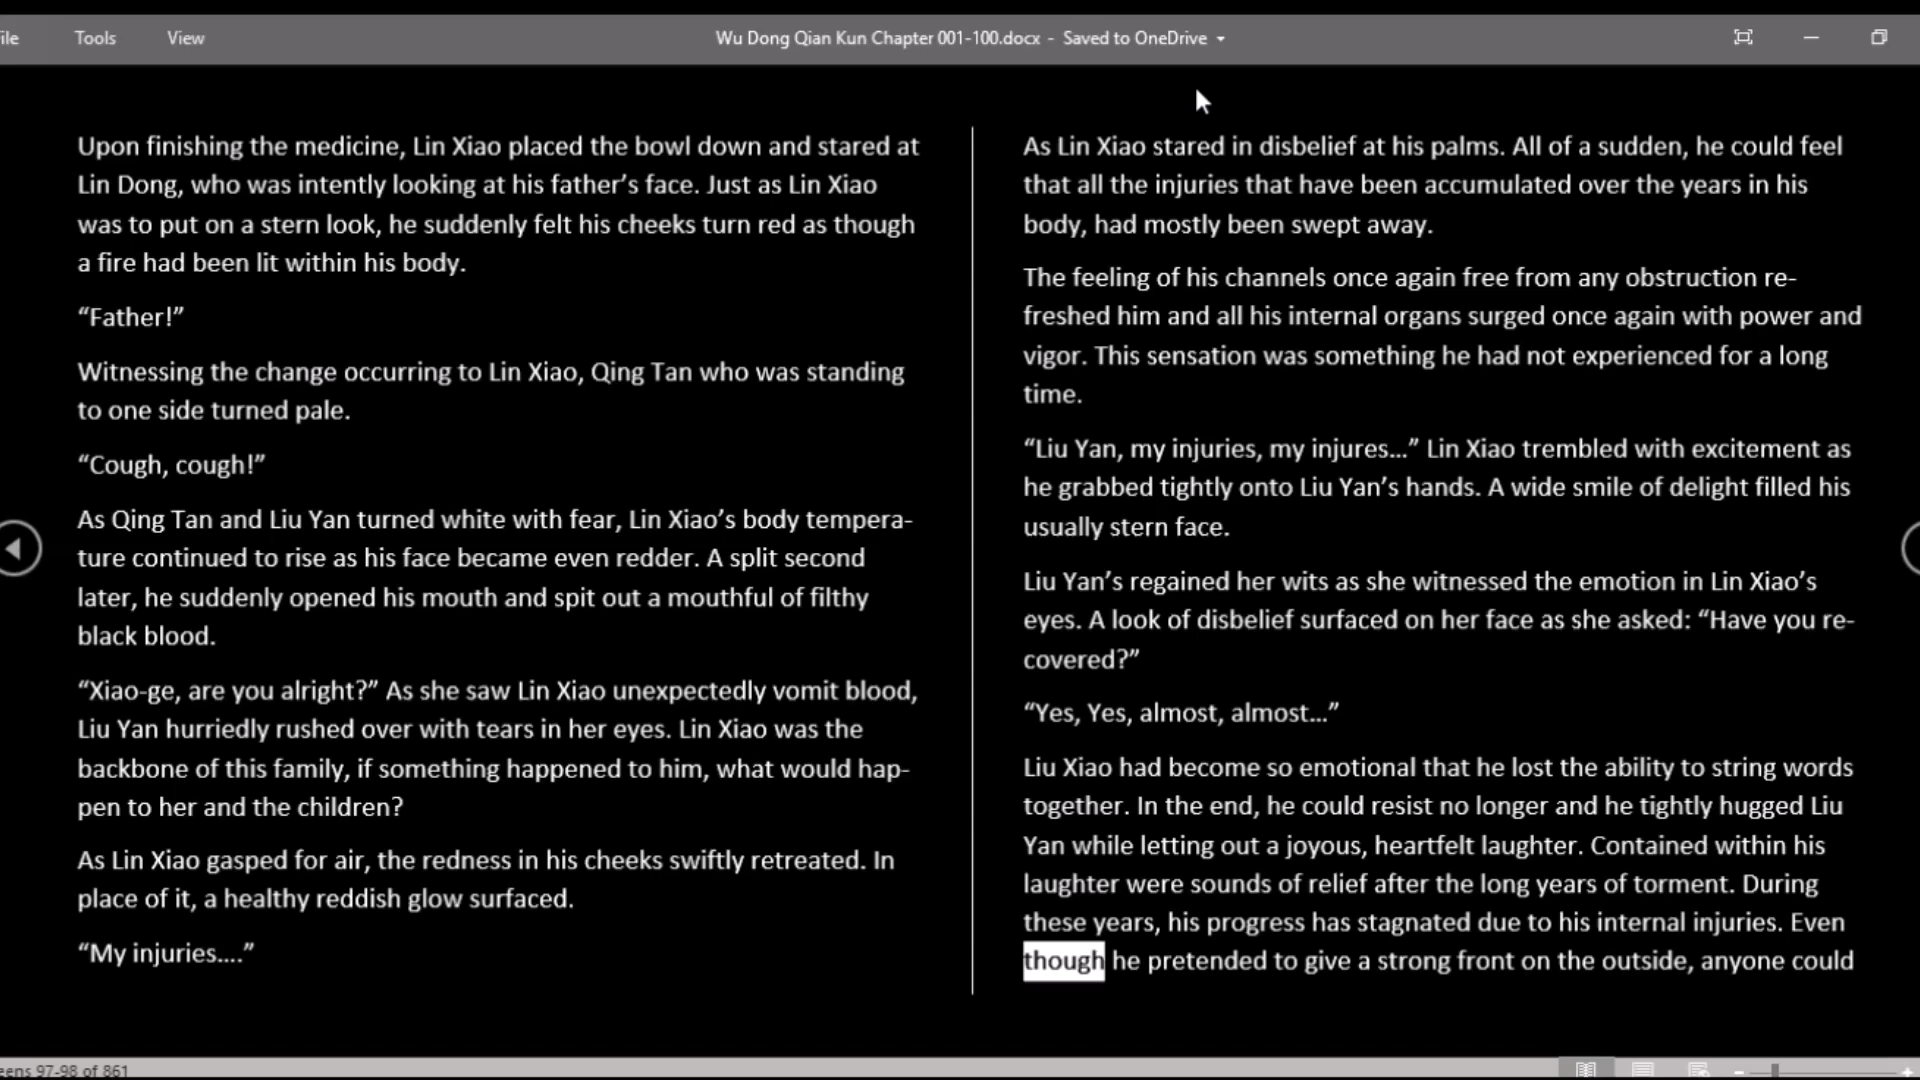 ile Tools View Wu Dong Qian Kun Chapter 001-100.docx - Saved to OneDrive
Upon finishing the medicine, Lin Xiao placed the bowl down and stared at
Lin Dong, who was intently looking at his father’s face. Just as Lin Xiao
was to put on a stern look, he suddenly felt his cheeks turn red as though
a fire had been lit within his body.
“Father!”
Witnessing the change occurring to Lin Xiao, Qing Tan who was standing
to one side turned pale.
“Cough, cough!”
As Qing Tan and Liu Yan turned white with fear, Lin Xiao’s body tempera-
ture continued to rise as his face became even redder. A split second
later, he suddenly opened his mouth and spit out a mouthful of filthy
black blood.
“Xiao-ge, are you alright?” As she saw Lin Xiao unexpectedly vomit blood,
Liu Yan hurriedly rushed over with tears in her eyes. Lin Xiao was the
backbone of this family, if something happened to him, what would hap-
pen to her and the children?
As Lin Xiao gasped for air, the redness in his cheeks swiftly retreated. In
place of it, a healthy reddish glow surfaced.
“My injuries....”
As Lin Xiao stared in disbelief at his palms. All of a sudden, he could feel
that all the injuries that have been accumulated over the years in his
body, had mostly been swept away.
The feeling of his channels once again free from any obstruction re-
freshed him and all his internal organs surged once again with power and
vigor. This sensation was something he had not experienced for a long
time.
“Liu Yan, my injuries, my injures...” Lin Xiao trembled with excitement as
he grabbed tightly onto Liu Yan’s hands. A wide smile of delight filled his
usually stern face.
Liu Yan’s regained her wits as she witnessed the emotion in Lin Xiao’s
eyes. A look of disbelief surfaced on her face as she asked: “Have you re-
covered?”
“Yes, Yes, almost, almost...”
Liu Xiao had become so emotional that he lost the ability to string words
together. In the end, he could resist no longer and he tightly hugged Liu
Yan while letting out a joyous, heartfelt laughter. Contained within his
laughter were sounds of relief after the long years of torment. During
these years, his progress has stagnated due to his internal injuries. Even
though he pretended to give a strong front on the outside, anyone could
eens 97-98 of 861